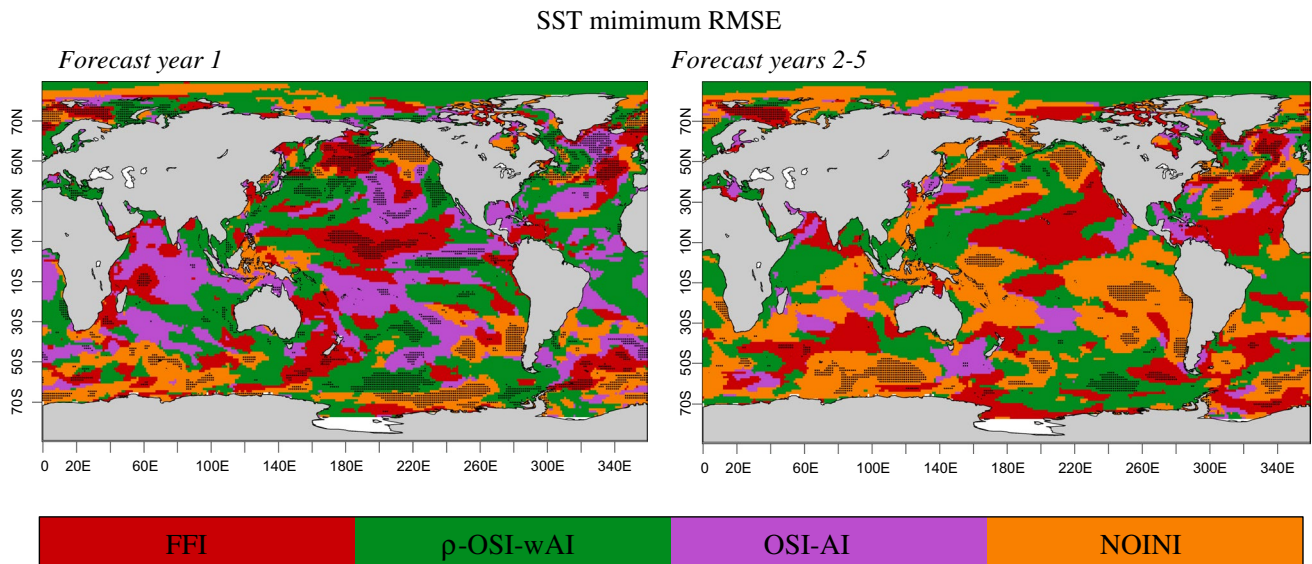 SST mimimum RMSE
Forecast year 1
Forecast years 2-5
70N
50N
30N
10N
10S
30S
50S
70S
0 20E 60E 100E 140E 180E 220E 260E 300E 340E
70N
50N
30N
10N
10S
30S
50S
70S
0 20E 60E 100E 140E 180E 220E 260E 300E 340E
FFI ρ-OSI-wAI OSI-AI NOINI